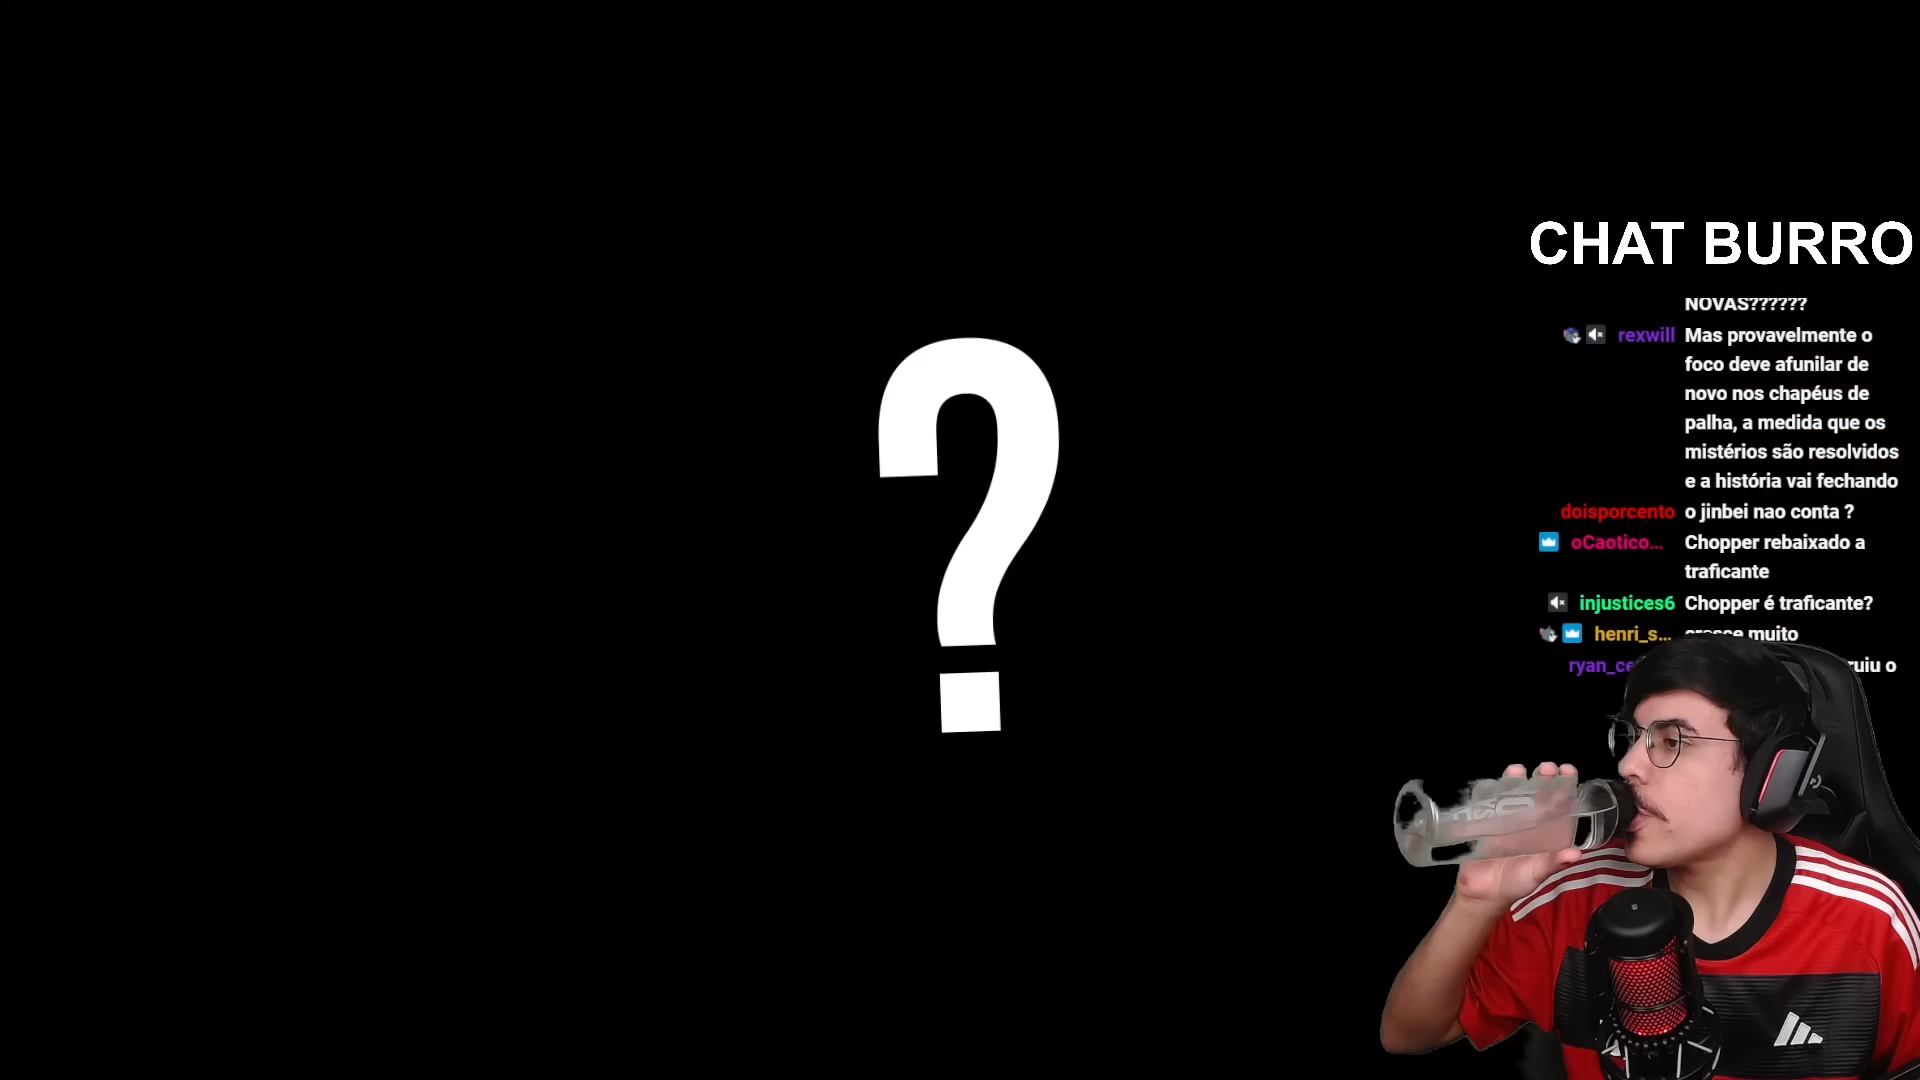 ?
CHAT BURRO
NOVAS??????
rexwill Mas provavelmente o
foco deve afunilar de
novo nos chapéus de
palha, a medida que os
mistérios são resolvidos
e a história vai fechando
doisporcento o jinbei nao conta ?
oCaotico... Chopper rebaixado a
traficante
injustices6 Chopper é traficante?
henri_s... muito
o